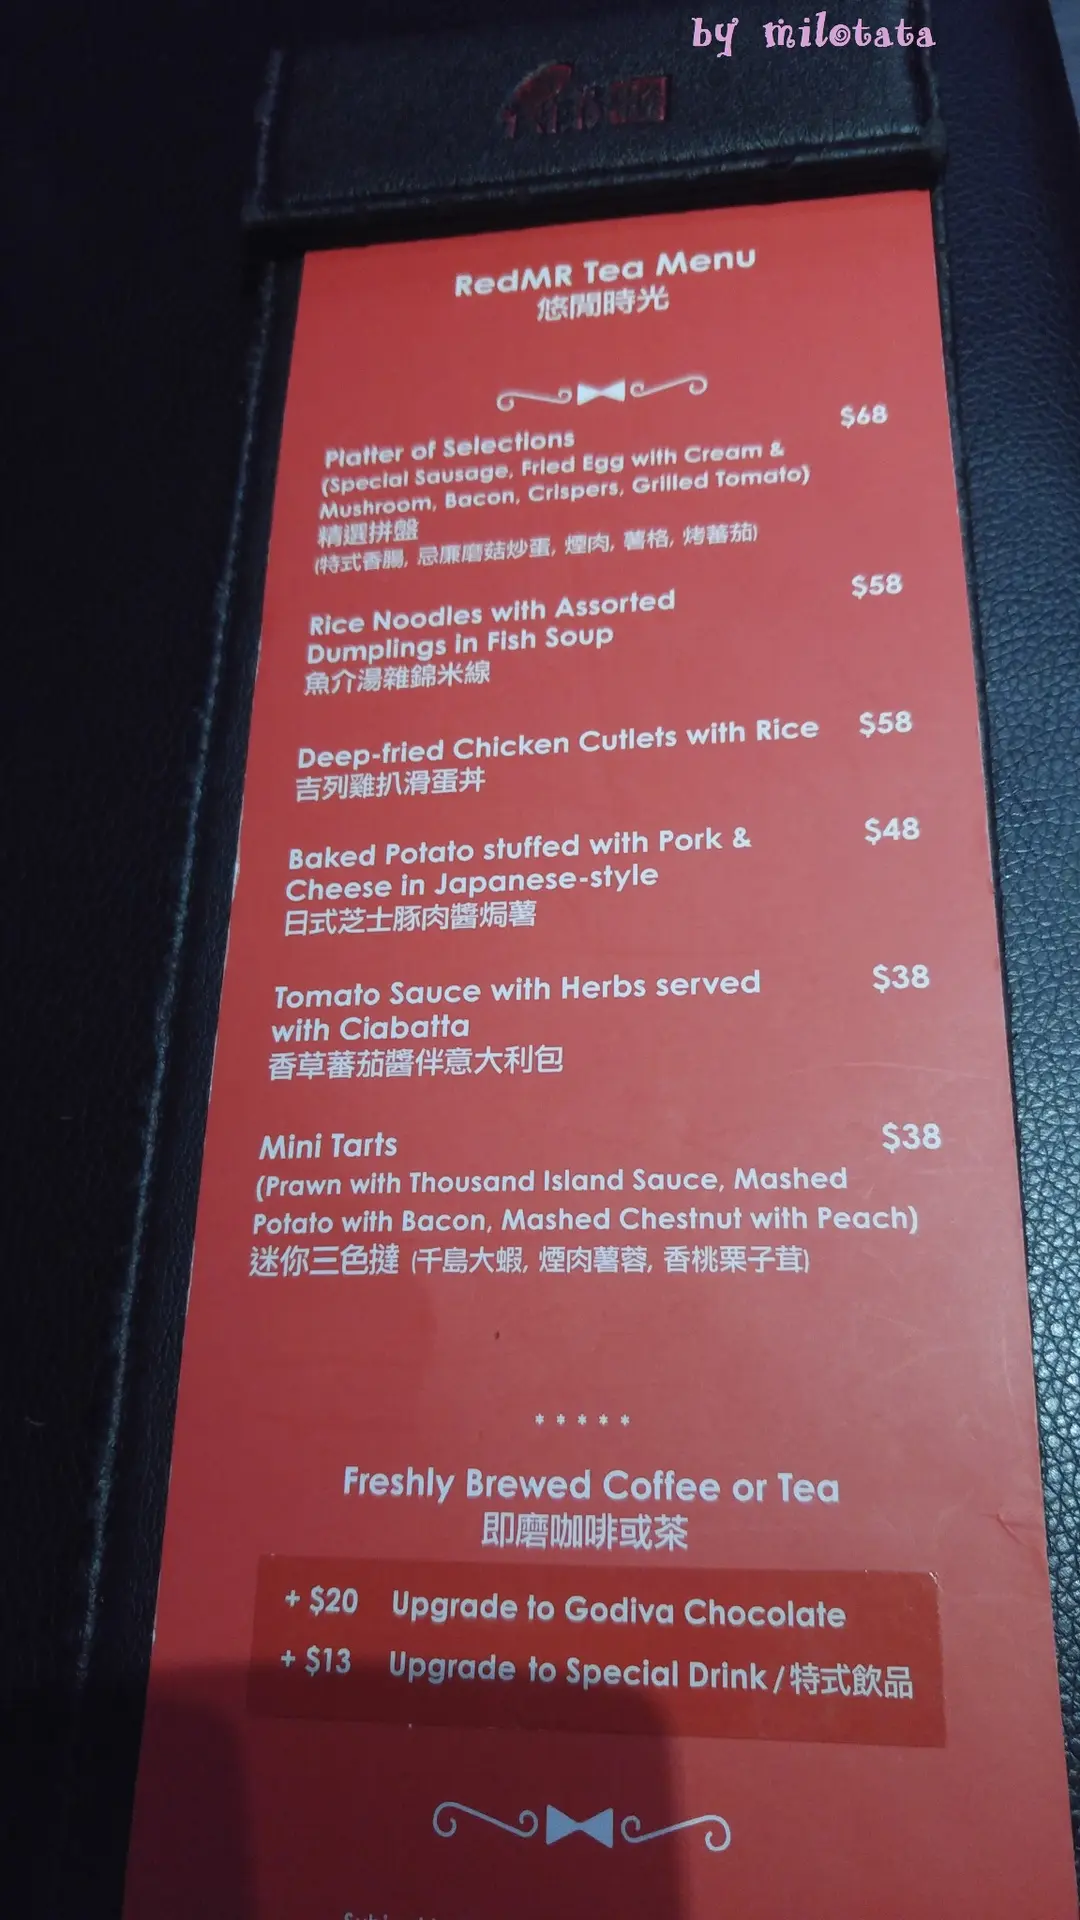 by milotata
RedMR Tea Menu
悠閒時光
Platter of Selections $68
(Special Sausage, Fried Egg with Cream &
Mushroom, Bacon, Crispers, Grilled Tomato)
精選拼盤
(特式香腸, 忌廉磨菇炒蛋, 煙肉, 薯格, 烤蕃茄)
Rice Noodles with Assorted $58
Dumplings in Fish Soup
魚介湯雜錦米線
Deep-fried Chicken Cutlets with Rice $58
吉列雞扒滑蛋丼
Baked Potato stuffed with Pork & $48
Cheese in Japanese-style
日式芝士豚肉醬焗薯
Tomato Sauce with Herbs served $38
with Ciabatta
香草蕃茄醬伴意大利包
Mini Tarts $38
(Prawn with Thousand Island Sauce, Mashed
Potato with Bacon, Mashed Chestnut with Peach)
迷你三色撻 (千島大蝦, 煙肉薯蓉, 香桃栗子茸)
* * * * *
Freshly Brewed Coffee or Tea
即磨咖啡或茶
+ $20 Upgrade to Godiva Chocolate
+ $13 Upgrade to Special Drink / 特式飲品